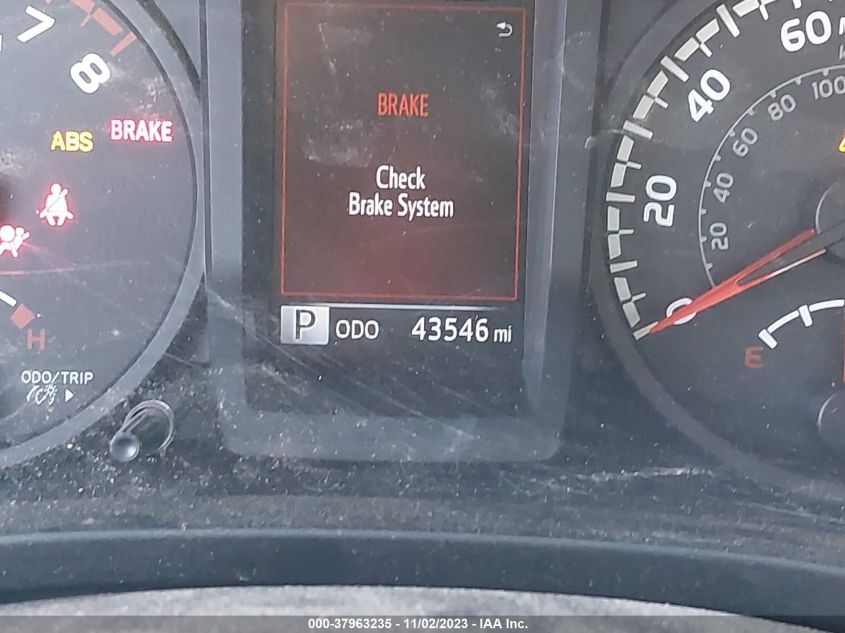 7
8
ABS
BRAKE
H
ODO/TRIP
BRAKE
Check
Brake System
P ODO 43546 mi
0
20
40
60
20
40
60
80
100
E
000-37963235 - 11/02/2023 - IAA Inc.